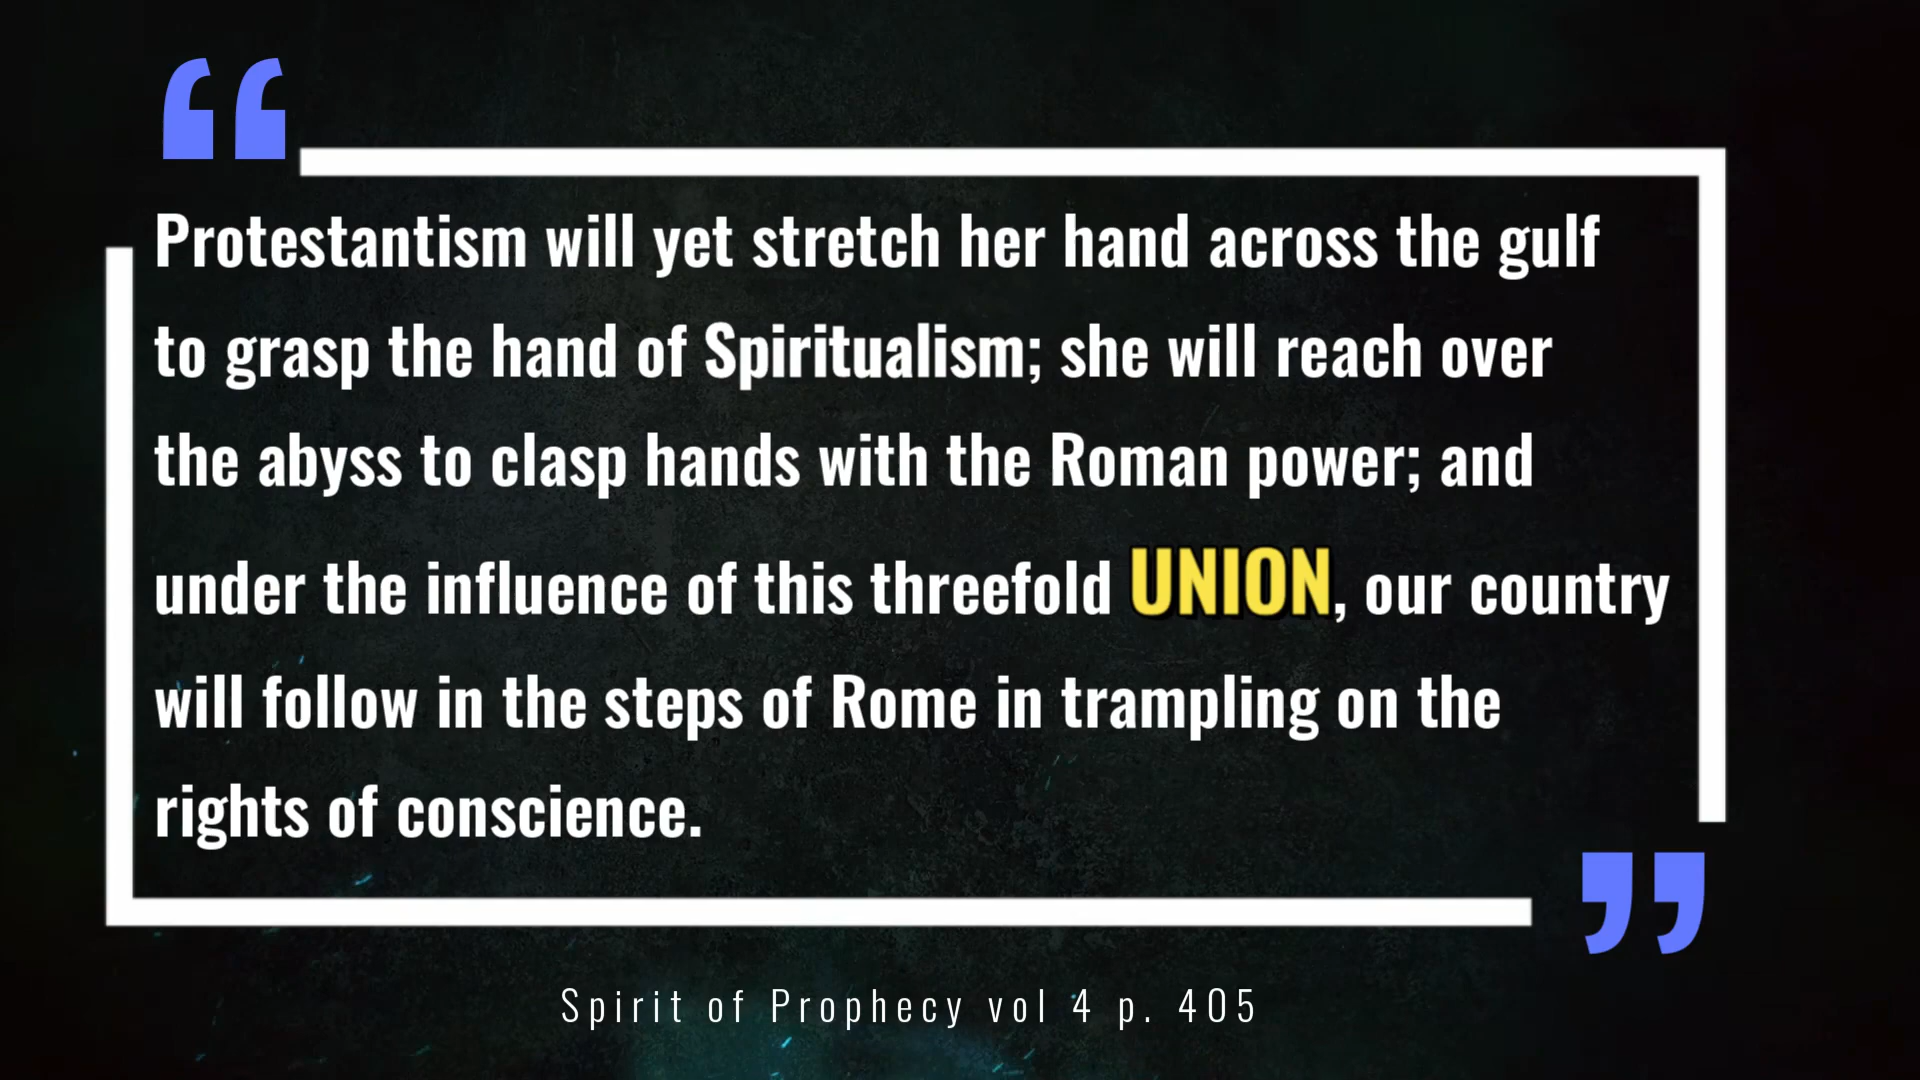 “
Protestantism will yet stretch her hand across the gulf
to grasp the hand of Spiritualism; she will reach over
the abyss to clasp hands with the Roman power; and
under the influence of this threefold UNION, our country
will follow in the steps of Rome in trampling on the
rights of conscience.
”
Spirit of Prophecy vol 4 p. 405